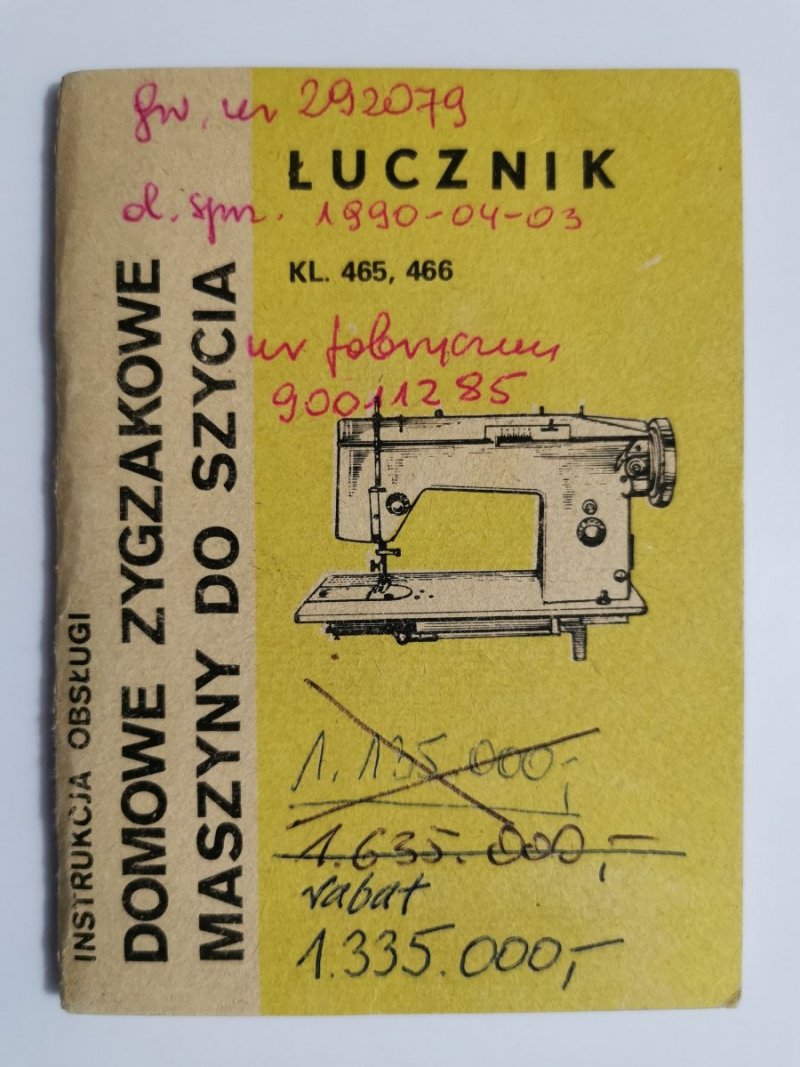 gw. nr 292079
ŁUCZNIK
d. spr. 1990-04-03
KL. 465, 466
nr fabryczny
90011285
INSTRUKCJA OBSŁUGI
DOMOWE ZYGZAKOWE
MASZYNY DO SZYCIA
1.135.000,-
1.635.000,-
rabat
1.335.000,-